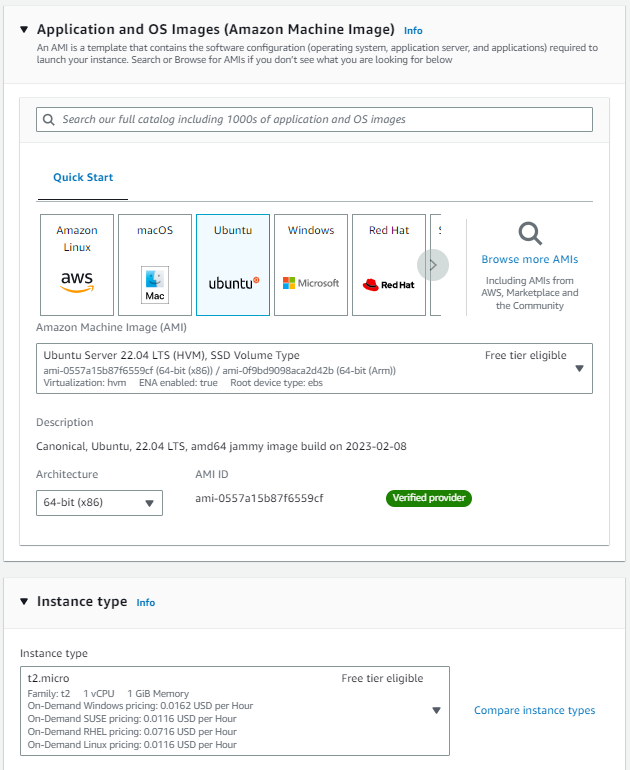 Application and OS Images (Amazon Machine Image) Info
An AMI is a template that contains the software configuration (operating system, application server, and applications) required to
launch your instance. Search or Browse for AMIs if you don't see what you are looking for below
Search our full catalog including 1000s of application and OS images
Quick Start
Amazon
Linux
aws
macOS
Mac
Ubuntu
ubuntu
Windows
Microsoft
Red Hat
Red Hat
S
Browse more AMIs
Including AMIs from
AWS, Marketplace and
the Community
Amazon Machine Image (AMI)
Ubuntu Server 22.04 LTS (HVM), SSD Volume Type Free tier eligible
ami-0557a15b87f6559cf (64-bit (x86)) / ami-0f9bd9098aca2d42b (64-bit (Arm))
Virtualization: hvm ENA enabled: true Root device type: ebs
Description
Canonical, Ubuntu, 22.04 LTS, amd64 jammy image build on 2023-02-08
Architecture AMI ID
64-bit (x86) ami-0557a15b87f6559cf Verified provider
Instance type Info
Instance type
t2.micro Free tier eligible
Family: t2 1 vCPU 1 GiB Memory
On-Demand Windows pricing: 0.0162 USD per Hour
On-Demand SUSE pricing: 0.0116 USD per Hour
On-Demand RHEL pricing: 0.0716 USD per Hour
On-Demand Linux pricing: 0.0116 USD per Hour
Compare instance types